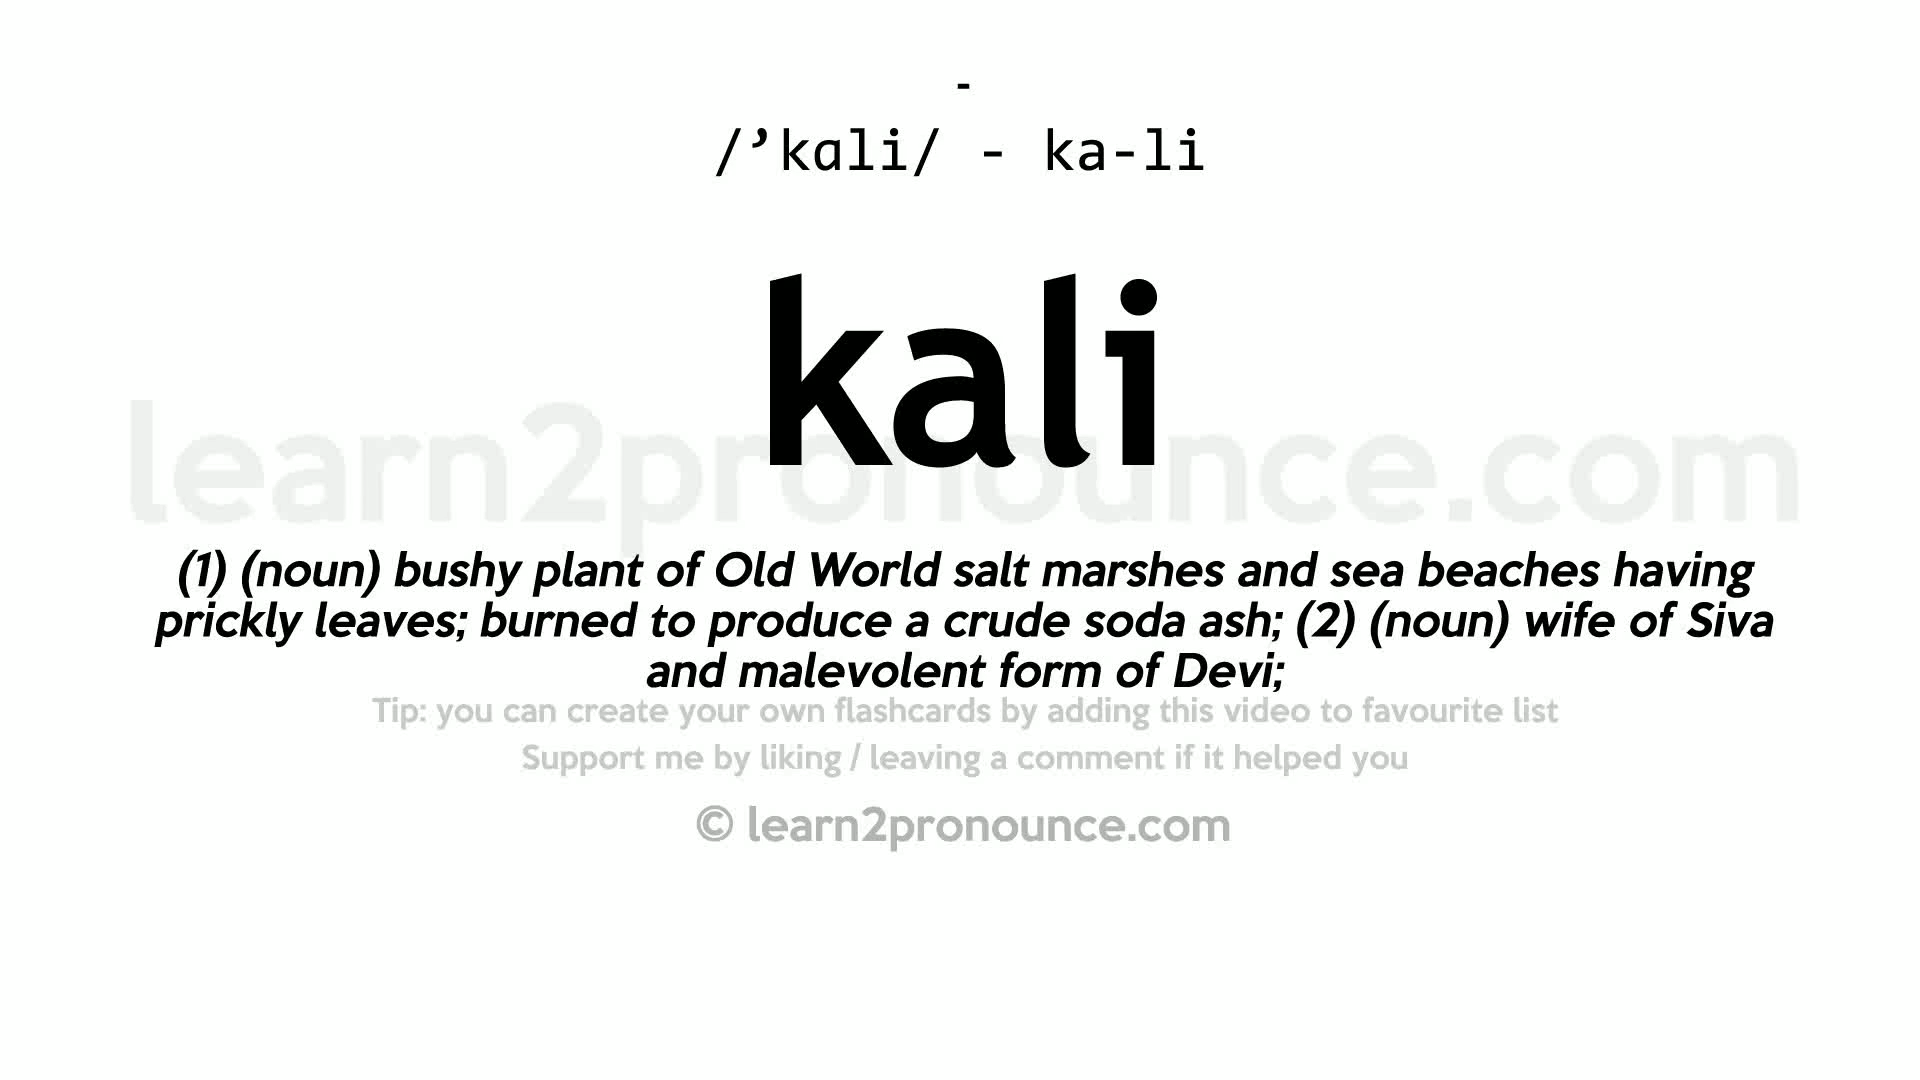 -
/’kɑli/ - ka-li
kali
learn2pronounce.com
(1) (noun) bushy plant of Old World salt marshes and sea beaches having
prickly leaves; burned to produce a crude soda ash; (2) (noun) wife of Siva
and malevolent form of Devi;
Tip: you can create your own flashcards by adding this video to favourite list
Support me by liking / leaving a comment if it helped you
© learn2pronounce.com